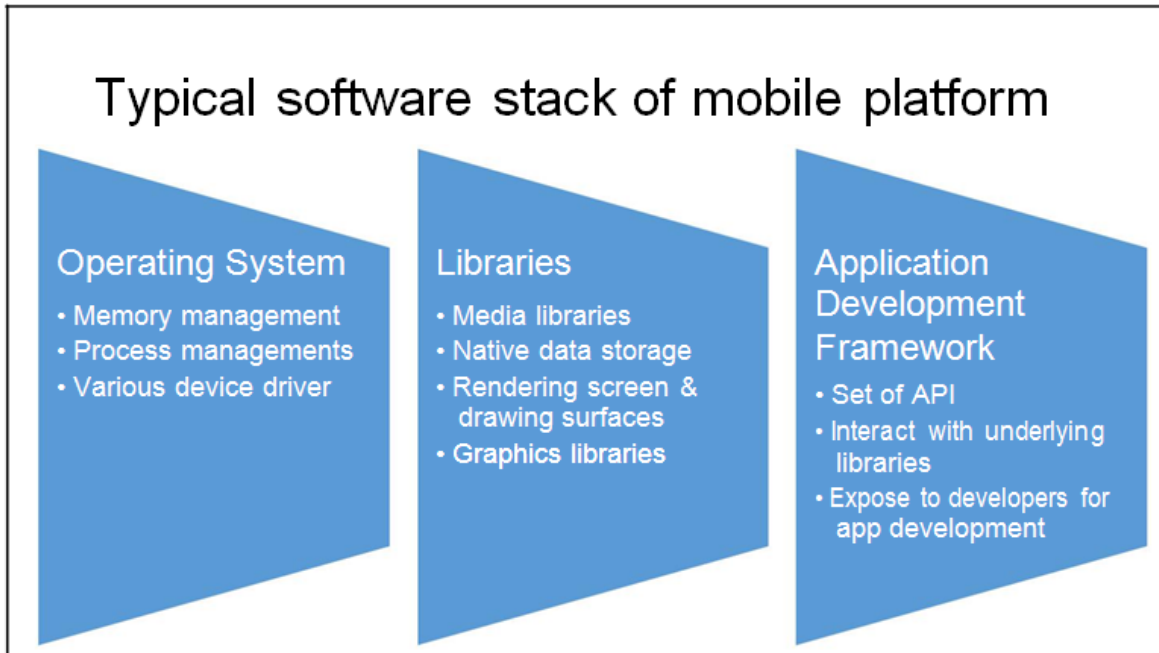 Typical software stack of mobile platform
Operating System
• Memory management
• Process managements
• Various device driver
Libraries
• Media libraries
• Native data storage
• Rendering screen &
drawing surfaces
• Graphics libraries
Application
Development
Framework
• Set of API
• Interact with underlying
libraries
• Expose to developers for
app development